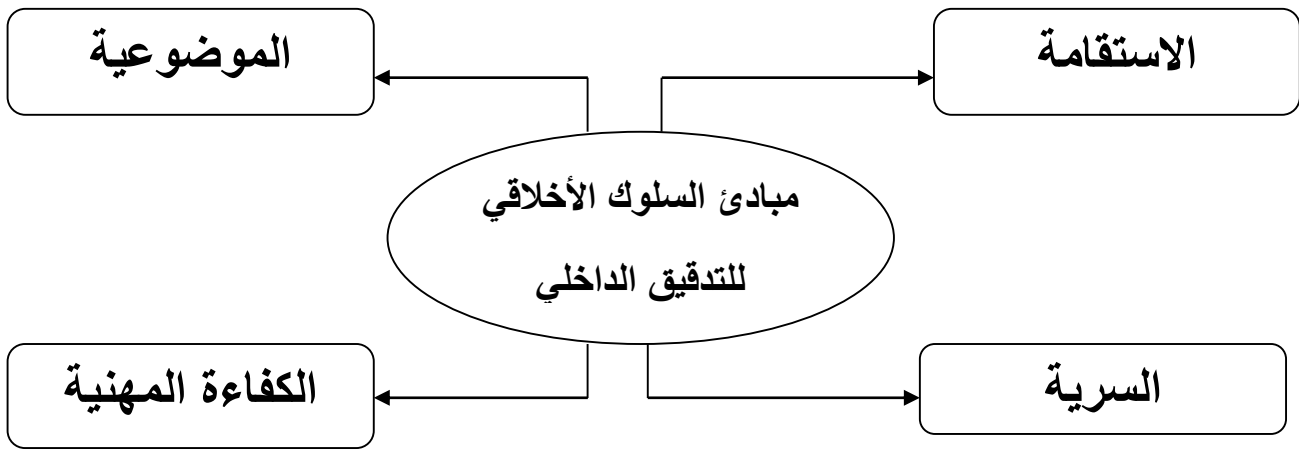 الاستقامة
الموضوعية
مبادئ السلوك الأخلاقي
للتدقيق الداخلي
السرية
الكفاءة المهنية